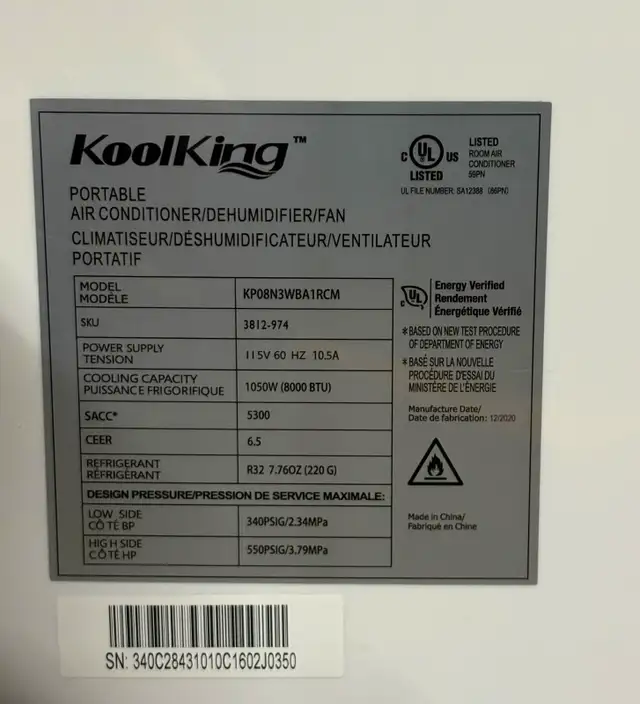 KoolKing™
PORTABLE
AIR CONDITIONER/DEHUMIDIFIER/FAN
CLIMATISEUR/DÉSHUMIDIFICATEUR/VENTILATEUR
PORTATIF
C UL US
LISTED
LISTED
ROOM AIR
CONDITIONER
56PN
UL FILE NUMBER: SA12388 (56PN)
MODEL
MODÈLE
KP08N3WBA1RCM
SKU
3812-974
POWER SUPPLY
TENSION
115V 60 HZ 10.5A
COOLING CAPACITY
PUISSANCE FRIGORIFIQUE
1050W (8000 BTU)
SACC*
5300
CEER
6.5
REFRIGERANT
RÉFRIGÉRANT
R32 7.76OZ (220 G)
DESIGN PRESSURE/PRESSION DE SERVICE MAXIMALE:
LOW SIDE
CÔTÉ BP
340PSIG/2.34MPa
HIGH SIDE
CÔTÉ HP
550PSIG/3.79MPa
C UL
Energy Verified
Rendement
Énergétique Vérifié
*BASED ON NEW TEST PROCEDURE
OF DEPARTMENT OF ENERGY
*BASÉ SUR LA NOUVELLE
PROCÉDURE D'ESSAI DU
MINISTÈRE DE L'ÉNERGIE
Manufacture Date/
Date de fabrication: 12/2020
Made in China/
Fabriqué en Chine
SN: 340C28431010C1602J0350